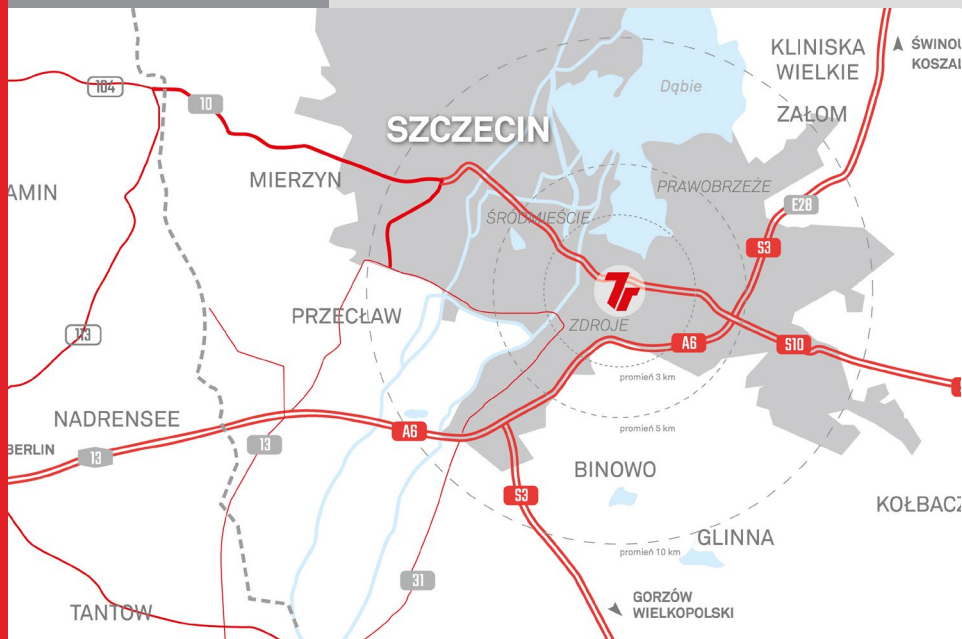 KLINISKA
WIELKIE
ŚWINOU
KOSZAL
104
10
Dąbie
ZAŁOM
SZCZECIN
MIERZYN
PRAWOBRZEŻE
AMIN
E28
ŚRÓDMIEŚCIE
S3
PRZECŁAW
ZDROJE
113
A6
S10
promień 3 km
NADRENSEE
promień 5 km
A6
13
BERLIN
13
BINOWO
S3
KOŁBACZ
GLINNA
promień 10 km
31
GORZÓW
WIELKOPOLSKI
TANTOW